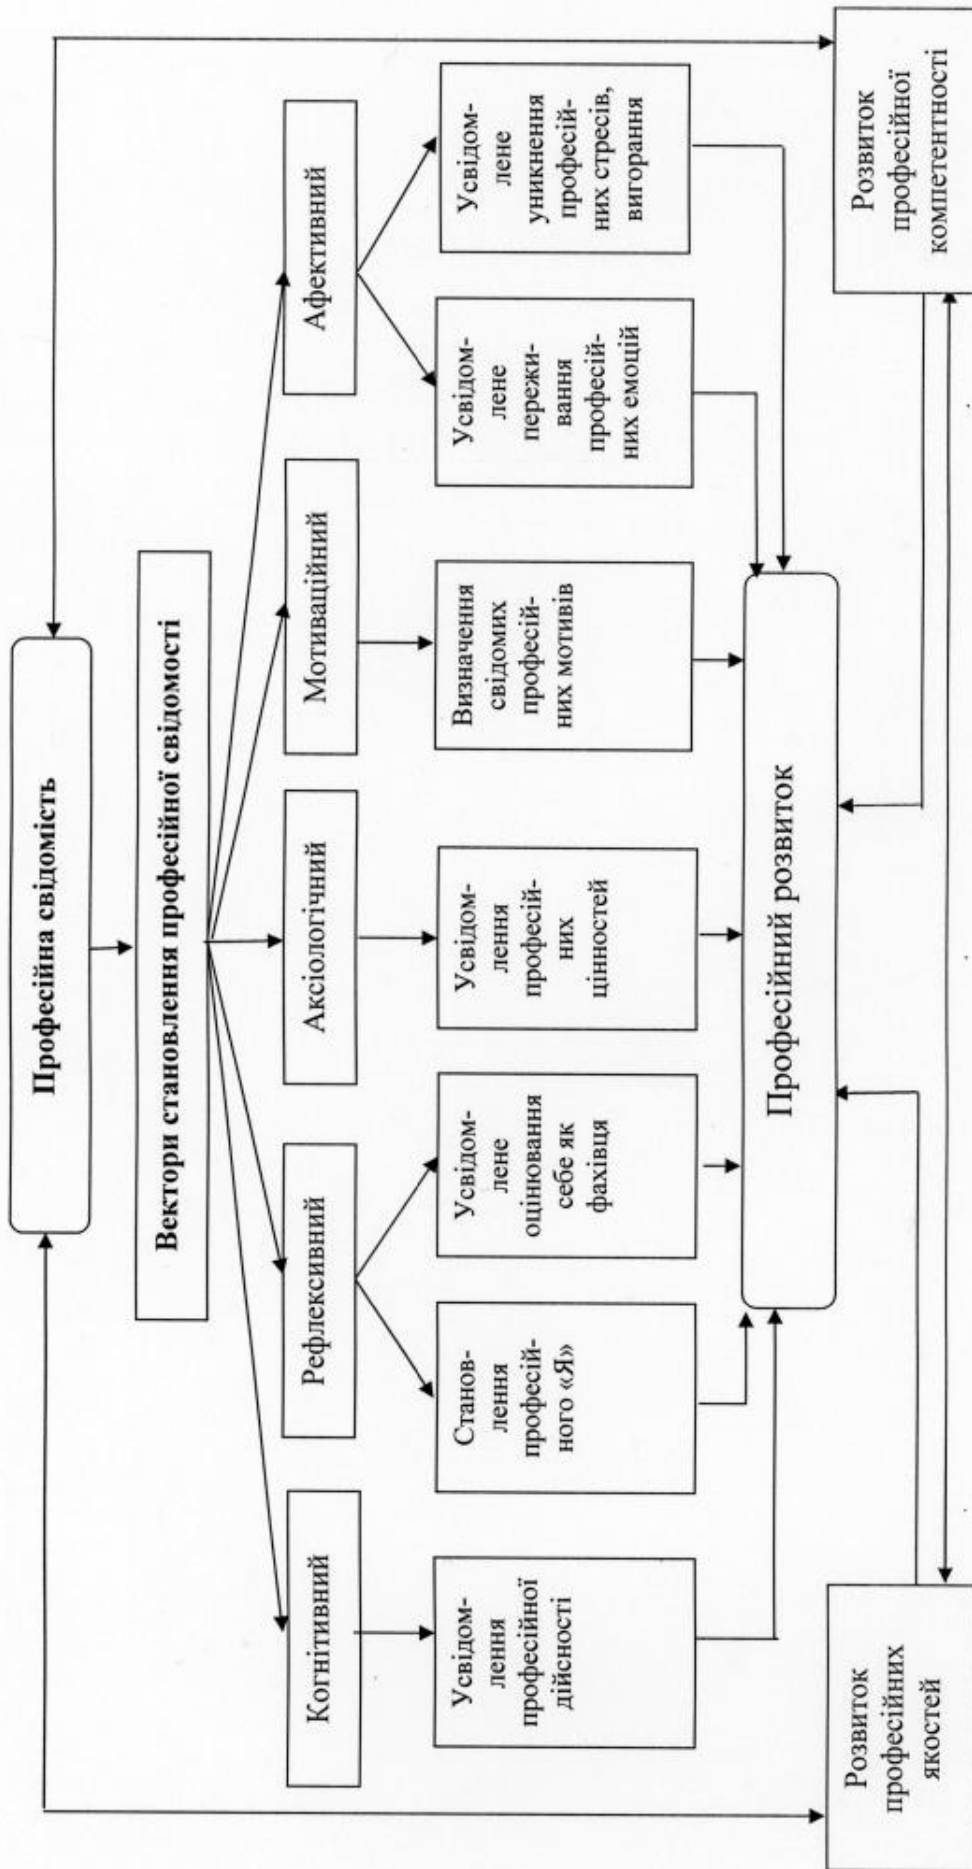 Професійна свідомість
Вектори становлення професійної свідомості
Когнітивний
Рефлексивний
Аксіологічний
Мотиваційний
Афективний
Усвідом-
лення
професійної
дійсності
Станов-
лення
професій-
ного «Я»
Усвідом-
лене
оцінювання
себе як
фахівця
Усвідом-
лення
професій-
них
цінностей
Визначення
свідомих
професій-
них мотивів
Усвідом-
лене
пережи-
вання
професій-
них емоцій
Усвідом-
лене
уникнення
професій-
них стресів,
вигорання
Професійний розвиток
Розвиток
професійних
якостей
Розвиток
професійної
компетентності